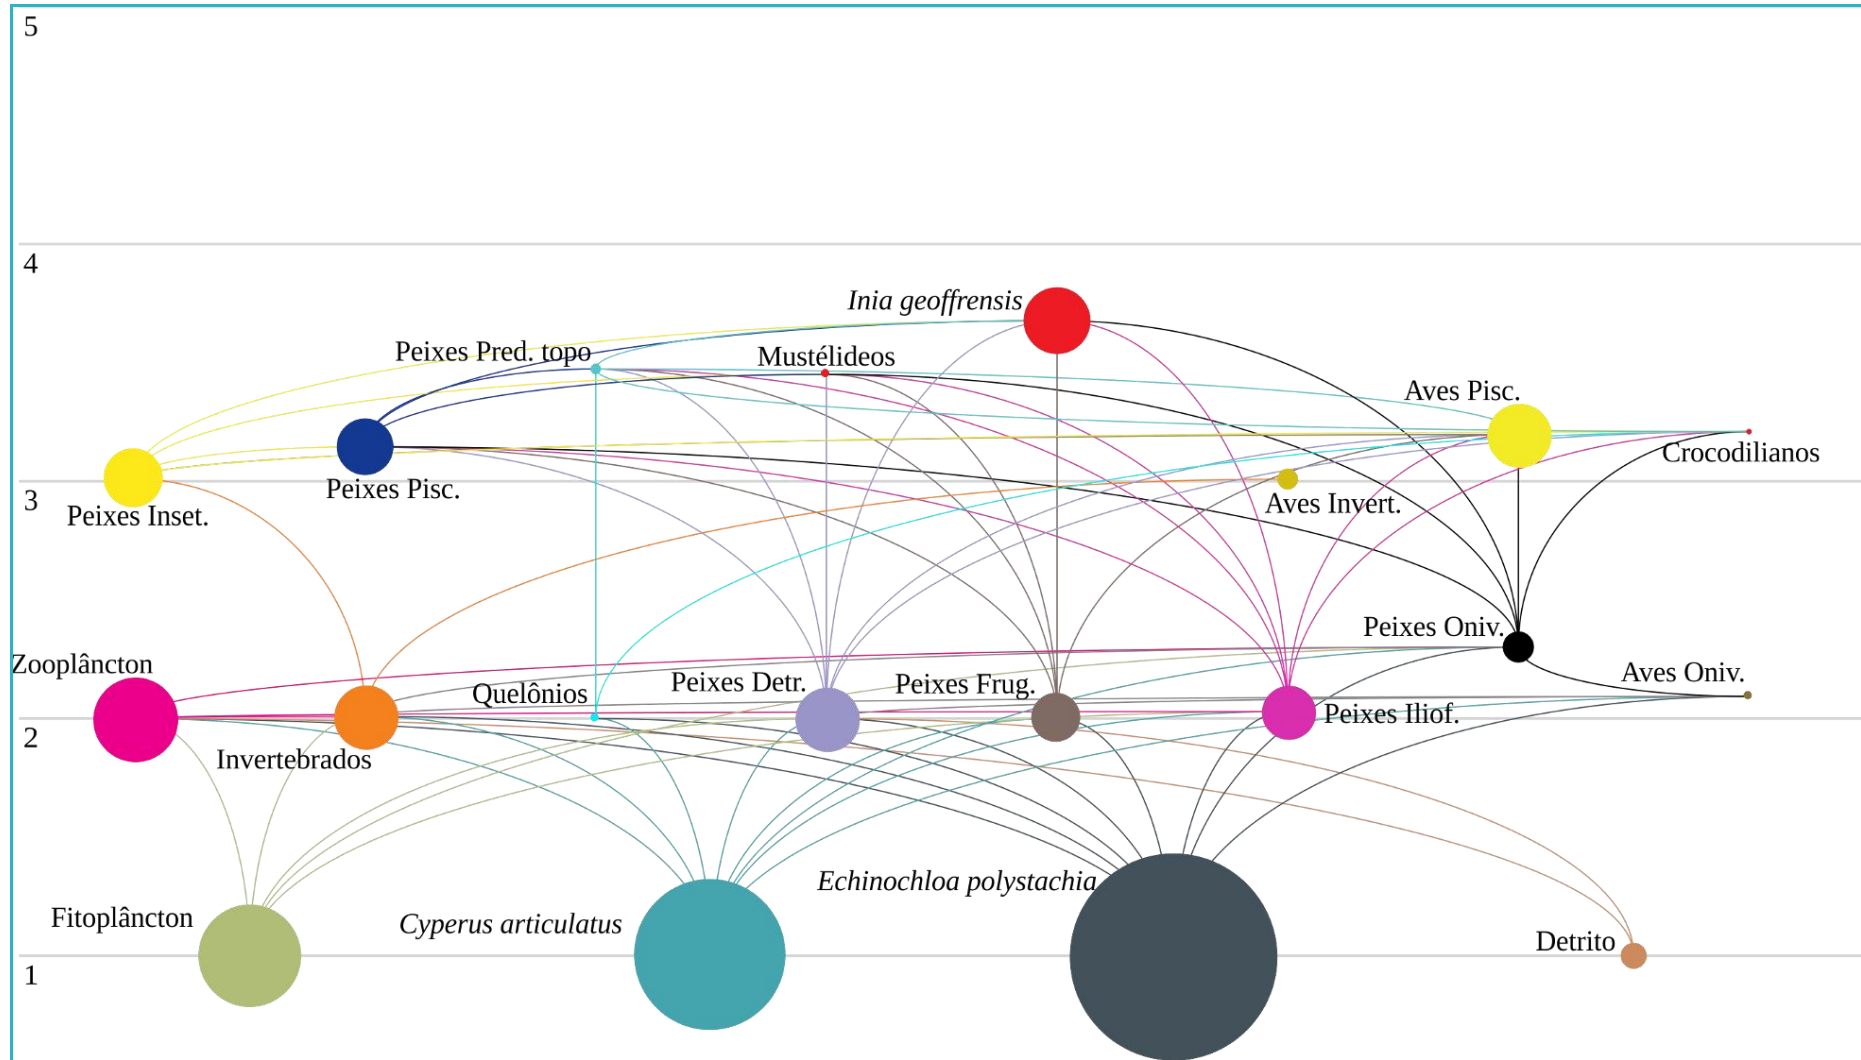 5
4
Inia geoffrensis
Peixes Pred. topo
Mustélideos
Aves Pisc.
Crocodilianos
3
Peixes Inset.
Peixes Pisc.
Aves Invert.
Peixes Oniv.
Zooplâncton
Aves Oniv.
Quelônios
Peixes Detr.
Peixes Frug.
Peixes Iliof.
2
Invertebrados
Echinochloa polystachia
Fitoplâncton
Cyperus articulatus
Detrito
1